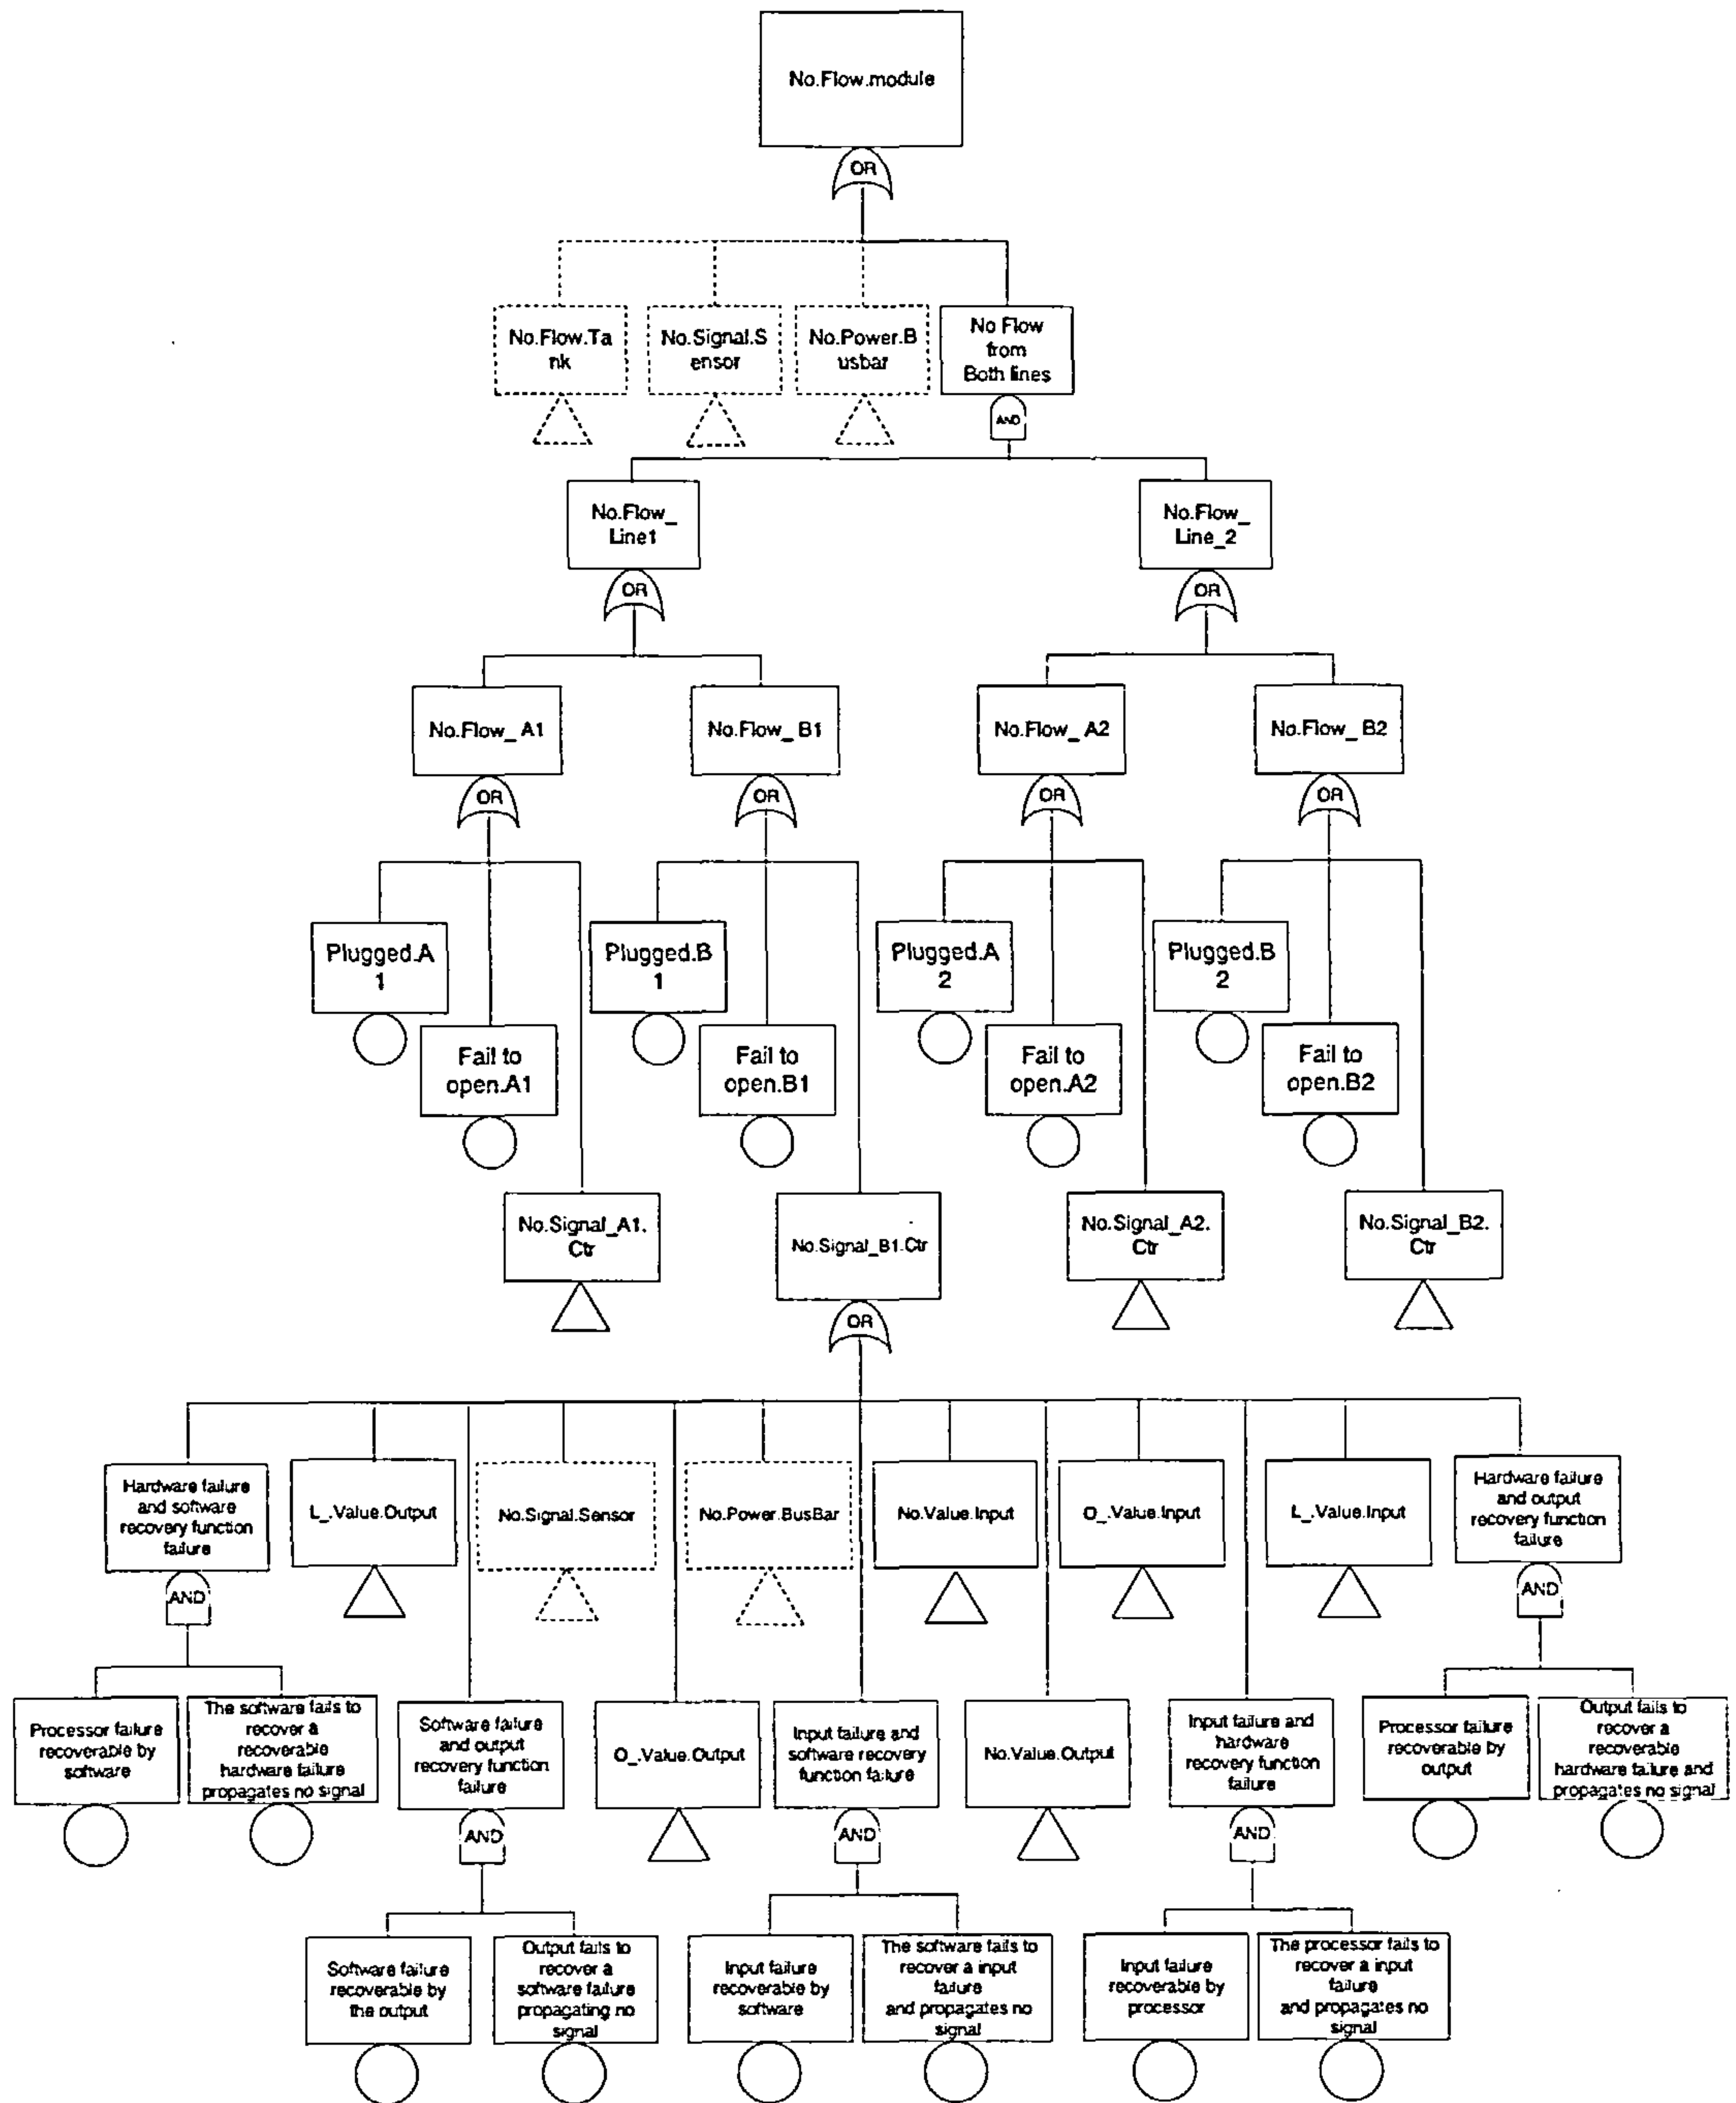 No.Flow.module
OR
No.Flow.Ta
nk
No.Signal.S
ensor
No.Power.B
usbar
No Flow
from
Both lines
AND
No.Flow_
Line1
No.Flow_
Line_2
OR
OR
No.Flow_ A1
No.Flow_ B1
No.Flow_ A2
No.Flow_ B2
OR
OR
OR
OR
Plugged.A
1
Plugged.B
1
Plugged.A
2
Plugged.B
2
Fail to
open.A1
Fail to
open.B1
Fail to
open.A2
Fail to
open.B2
No.Signal_A1.
Ctr
No.Signal_B1.Ctr
No.Signal_A2.
Ctr
No.Signal_B2.
Ctr
OR
Hardware failure
and software
recovery function
failure
L_.Value.Output
No.Signal.Sensor
No.Power.BusBar
No.Value.Input
O_.Value.Input
L_.Value.Input
Hardware failure
and output
recovery function
failure
AND
AND
Processor failure
recoverable by
software
The software fails to
recover a
recoverable
hardware failure
propagates no signal
Software failure
and output
recovery function
failure
O_.Value.Output
Input failure and
software recovery
function failure
No.Value.Output
Input failure and
hardware
recovery function
failure
Processor failure
recoverable by
output
Output fails to
recover a
recoverable
hardware failure and
propagates no signal
AND
AND
AND
Software failure
recoverable by
the output
Output fails to
recover a
software failure
propagating no
signal
Input failure
recoverable by
software
The software fails to
recover a input
failure
and propagates no
signal
Input failure
recoverable by
processor
The processor fails to
recover a input
failure
and propagates no
signal